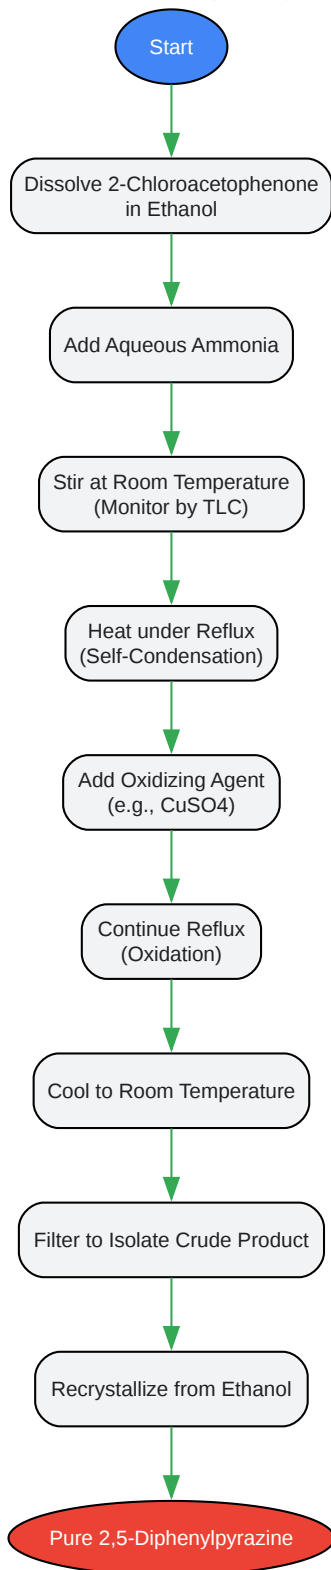 Start
Dissolve 2-Chloroacetophenone
in Ethanol
Add Aqueous Ammonia
Stir at Room Temperature
(Monitor by TLC)
Heat under Reflux
(Self-Condensation)
Add Oxidizing Agent
(e.g., CuSO4)
Continue Reflux
(Oxidation)
Cool to Room Temperature
Filter to Isolate Crude Product
Recrystallize from Ethanol
Pure 2,5-Diphenylpyrazine